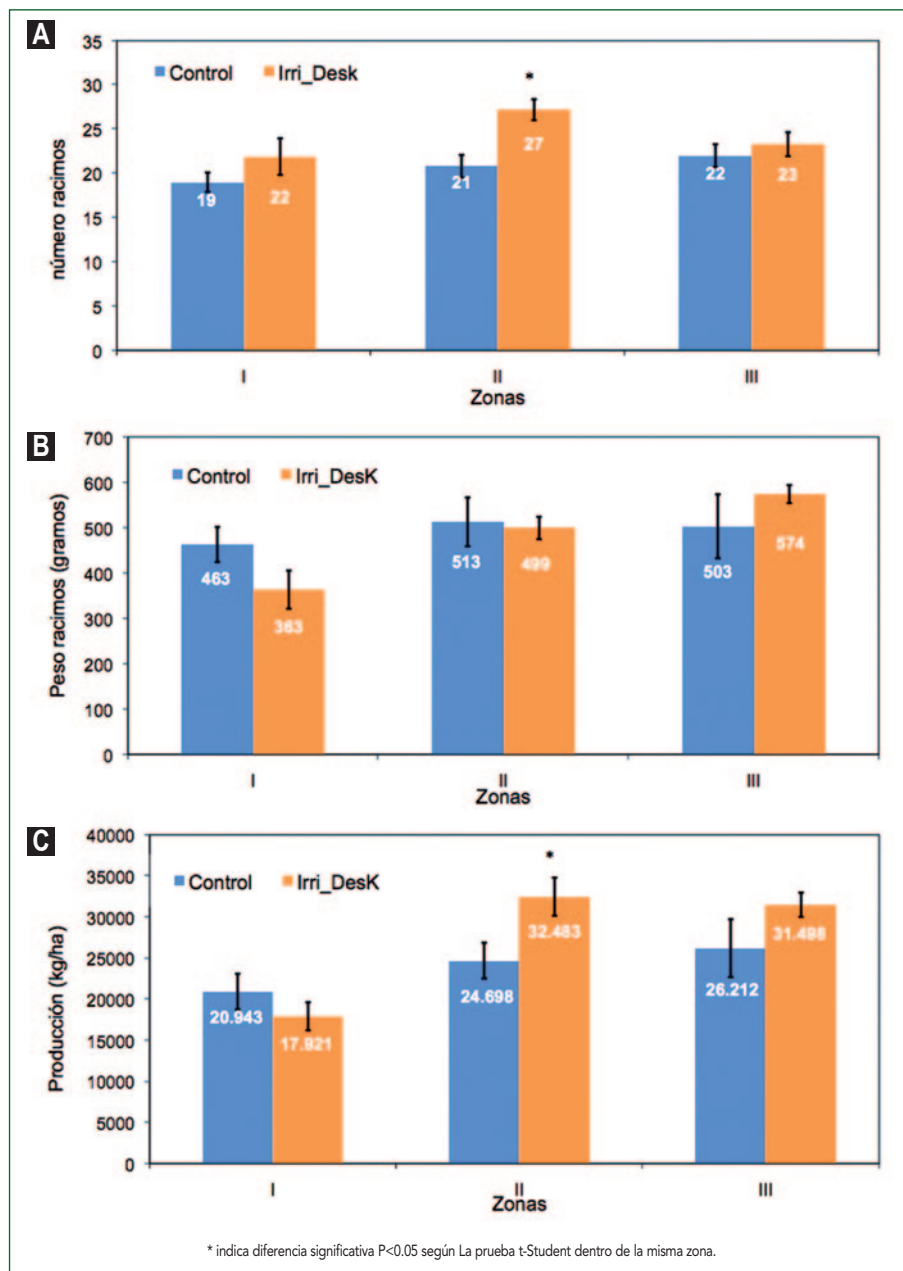 A
35
30
25
20
15
10
5
0
número racimos
Control
Irri_Desk
*
19
22
21
27
22
23
I
II
III
Zonas
B
700
600
500
400
300
200
100
0
Peso racimos (gramos)
Control
Irri_DesK
463
363
513
499
503
574
I
II
III
Zonas
C
40000
35000
30000
25000
20000
15000
10000
5000
0
Producción (kg/ha)
Control
Irri_DesK
*
20.943
17.921
24.698
32.483
26.212
31.498
I
II
III
Zonas
* indica diferencia significativa P<0.05 según La prueba t-Student dentro de la misma zona.